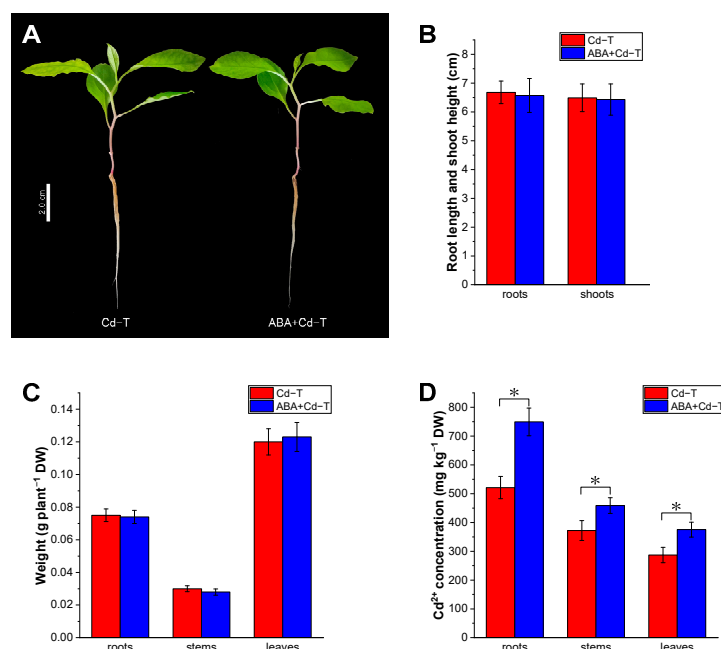 A
2.0 cm
Cd−T
ABA+Cd−T
B
Cd−T
ABA+Cd−T
Root length and shoot height (cm)
8
7
6
5
4
3
2
1
0
roots
shoots
C
Cd−T
ABA+Cd−T
Weight (g plant⁻¹ DW)
0.14
0.12
0.10
0.08
0.06
0.04
0.02
0.00
roots
stems
leaves
D
Cd−T
ABA+Cd−T
Cd²⁺ concentration (mg kg⁻¹ DW)
800
700
600
500
400
300
200
100
0
*
*
*
roots
stems
leaves